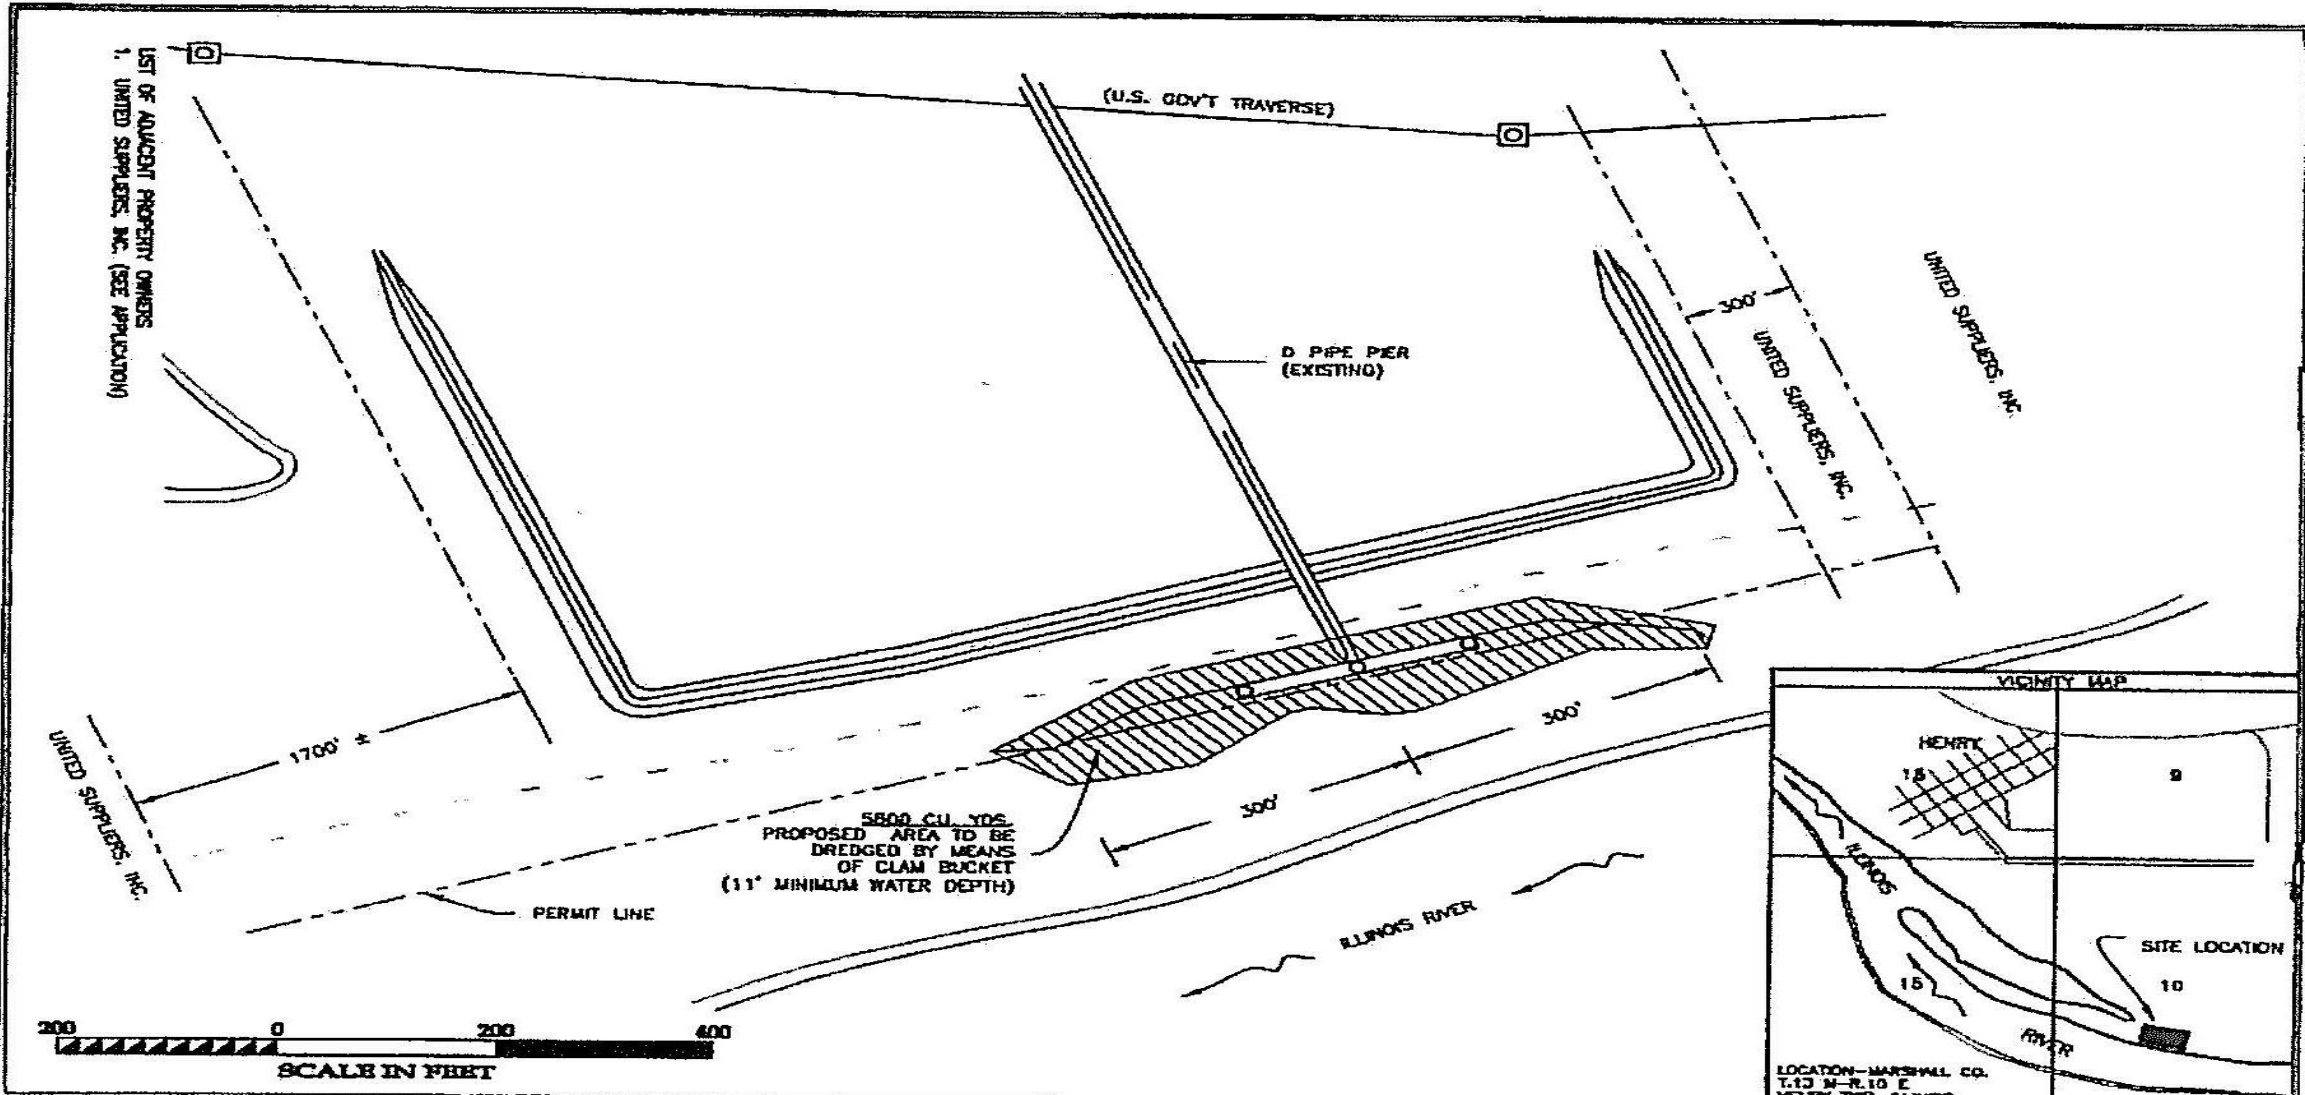 LIST OF ADJACENT PROPERTY OWNERS
1. UNITED SUPPLIERS, INC. (SEE APPLICATION)
(U.S. GOV'T TRAVERSE)
D PIPE PIER
(EXISTING)
300'
UNITED SUPPLIERS, INC.
UNITED SUPPLIERS, INC.
1700' ±
UNITED SUPPLIERS, INC.
300'
300'
5800 CU. YDS.
PROPOSED AREA TO BE
DREDGED BY MEANS
OF CLAM BUCKET
(11' MINIMUM WATER DEPTH)
PERMIT LINE
ILLINOIS RIVER
200 0 200 400
SCALE IN FEET
VICINITY MAP
HENRY
9
ILLINOIS
SITE LOCATION
10
15
RIVER
LOCATION-MARSHALL CO.
T.13 N-R.10 E